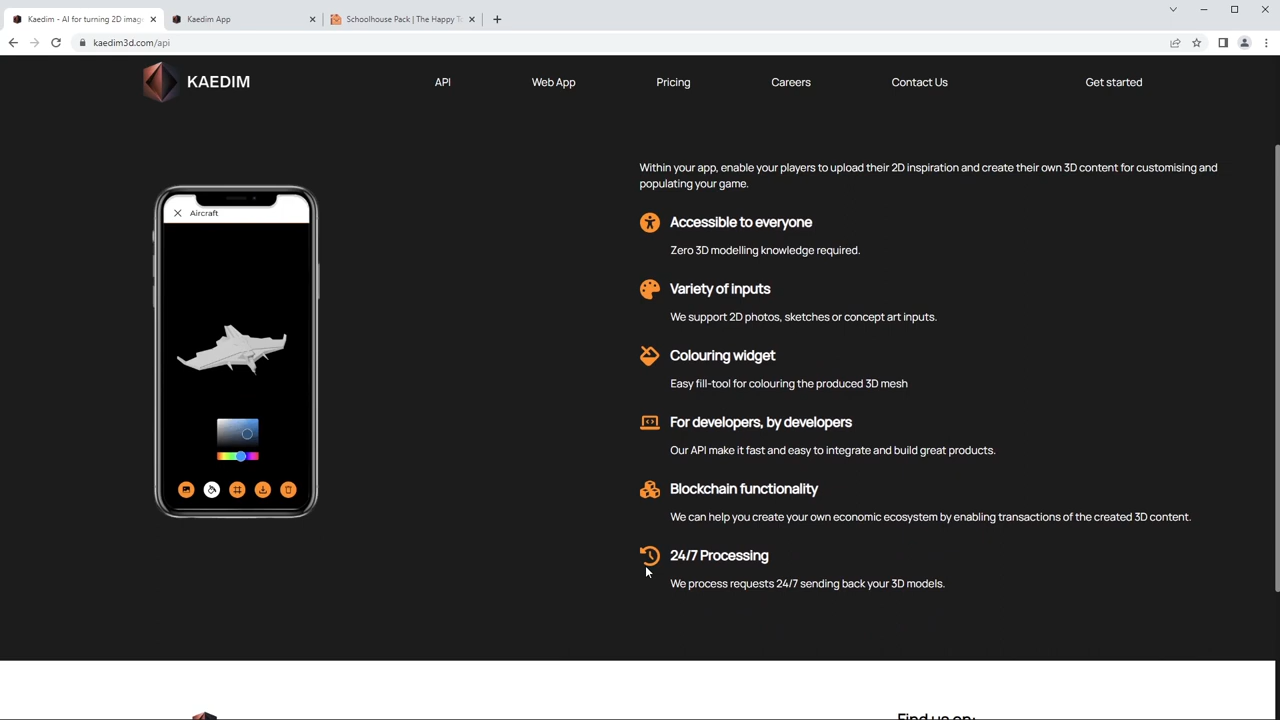 Kaedim - AI for turning 2D imag
Kaedim App
Schoolhouse Pack | The Happy T
kaedim3d.com/api
KAEDIM
API
Web App
Pricing
Careers
Contact Us
Get started
Within your app, enable your players to upload their 2D inspiration and create their own 3D content for customising and
populating your game.
Aircraft
Accessible to everyone
Zero 3D modelling knowledge required.
Variety of inputs
We support 2D photos, sketches or concept art inputs.
Colouring widget
Easy fill-tool for colouring the produced 3D mesh
For developers, by developers
Our API make it fast and easy to integrate and build great products.
Blockchain functionality
We can help you create your own economic ecosystem by enabling transactions of the created 3D content.
24/7 Processing
We process requests 24/7 sending back your 3D models.
Find us on: